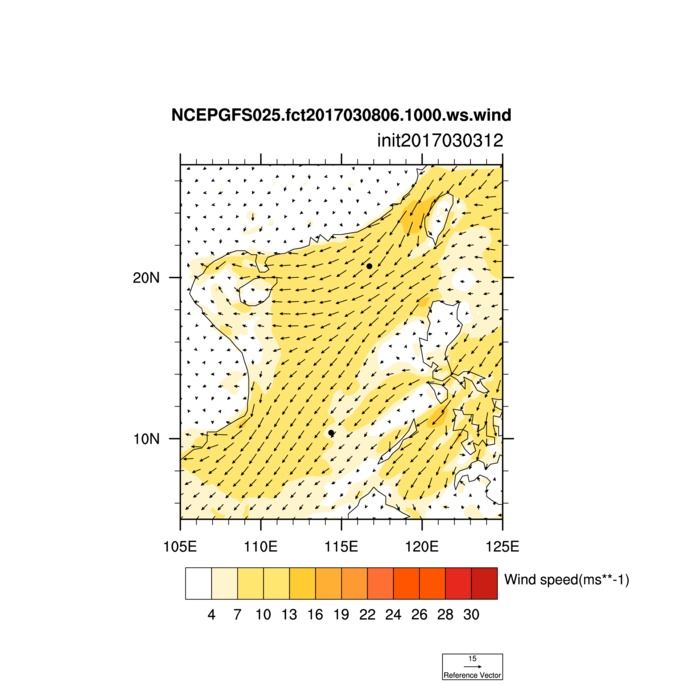 NCEPGFS025.fct2017030806.1000.ws.wind
init2017030312
20N
10N
105E 110E 115E 120E 125E
Wind speed(ms**-1)
4 7 10 13 16 19 22 24 26 28 30
15
Reference Vector